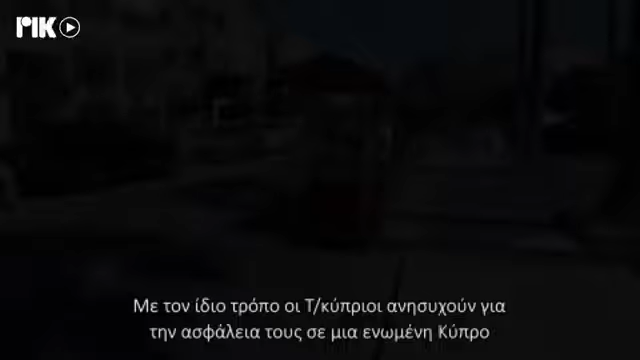 ΡΙΚ
Με τον ίδιο τρόπο οι Τ/κύπριοι ανησυχούν για
την ασφάλεια τους σε μια ενωμένη Κύπρο